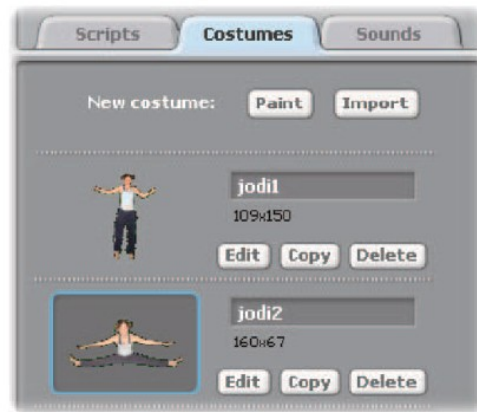 Scripts Costumes Sounds
New costume: Paint Import
jodi1
109x150
Edit Copy Delete
jodi2
160x67
Edit Copy Delete